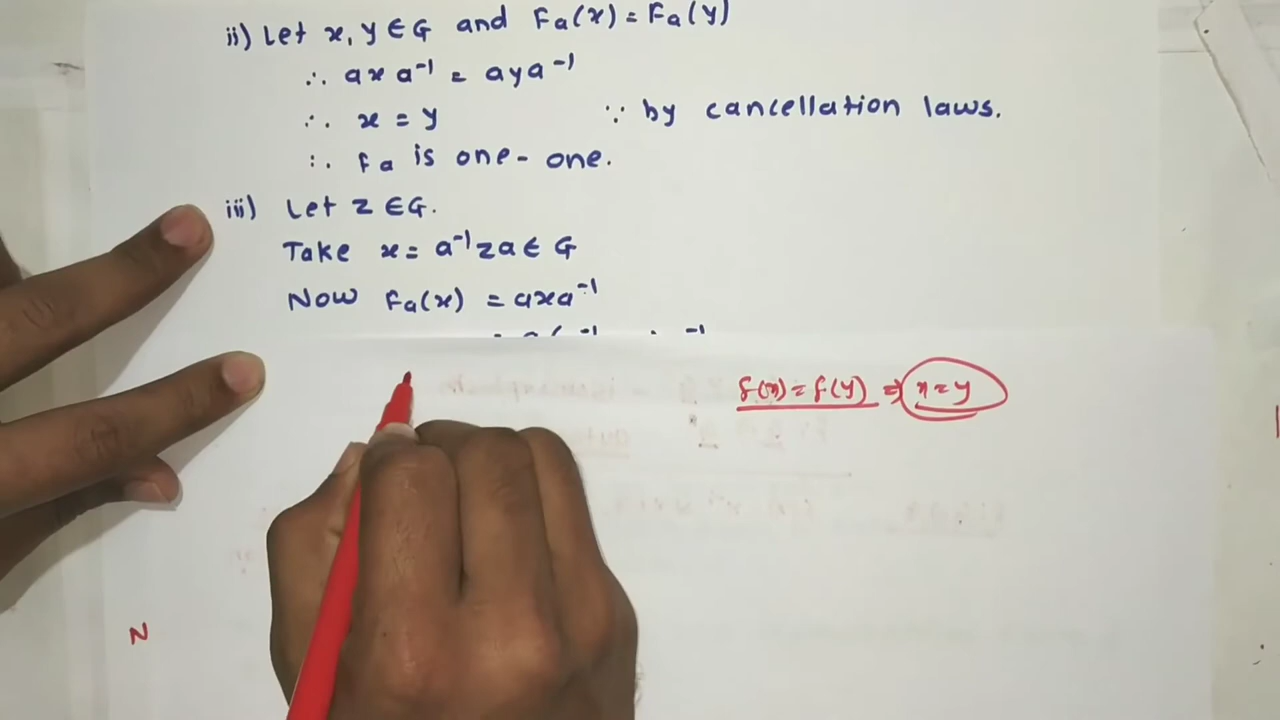 ii) Let x, y ∈ G and Fa(x) = Fa(y)
∴ axa⁻¹ = aya⁻¹
∴ x = y ∵ by cancellation laws.
∴ fa is one-one.
iii) Let z ∈ G.
Take x = a⁻¹za ∈ G
Now Fa(x) = axa⁻¹
f(x) = f(y) ⇒ x = y
N